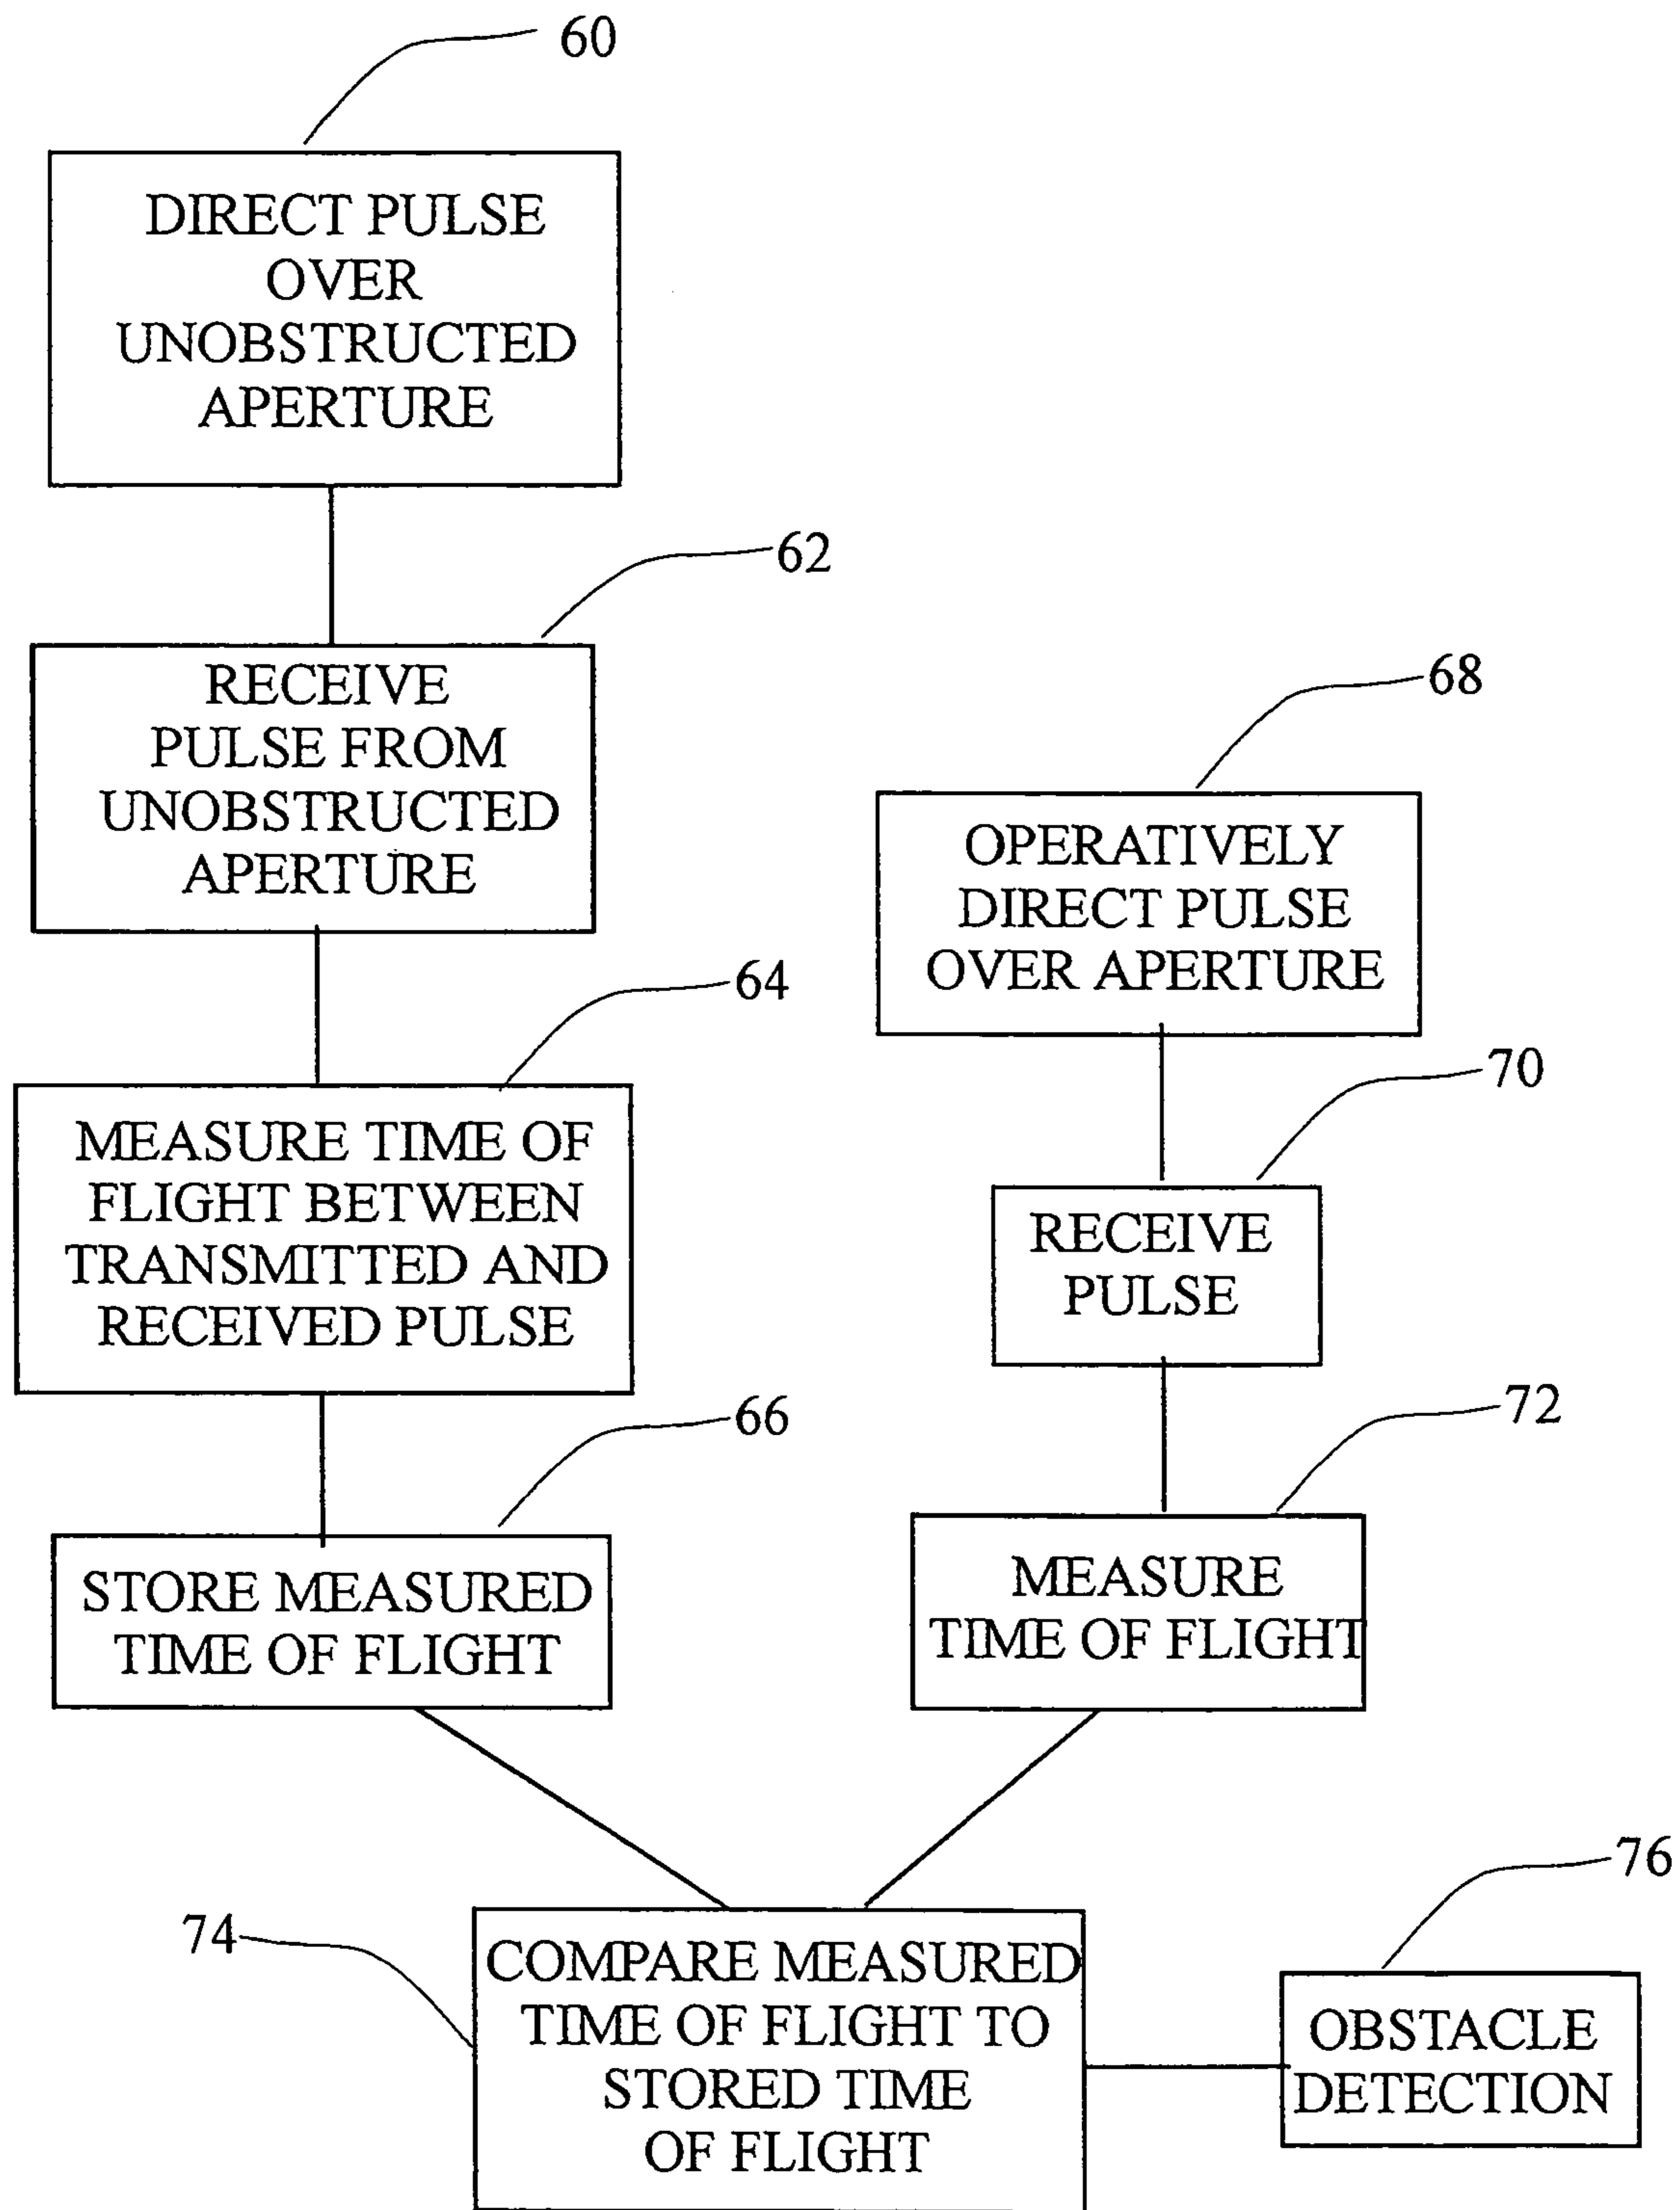 60
DIRECT PULSE
OVER
UNOBSTRUCTED
APERTURE
62
RECEIVE
PULSE FROM
UNOBSTRUCTED
APERTURE
64
MEASURE TIME OF
FLIGHT BETWEEN
TRANSMITTED AND
RECEIVED PULSE
66
STORE MEASURED
TIME OF FLIGHT
68
OPERATIVELY
DIRECT PULSE
OVER APERTURE
70
RECEIVE
PULSE
72
MEASURE
TIME OF FLIGHT
74
COMPARE MEASURED
TIME OF FLIGHT TO
STORED TIME
OF FLIGHT
76
OBSTACLE
DETECTION